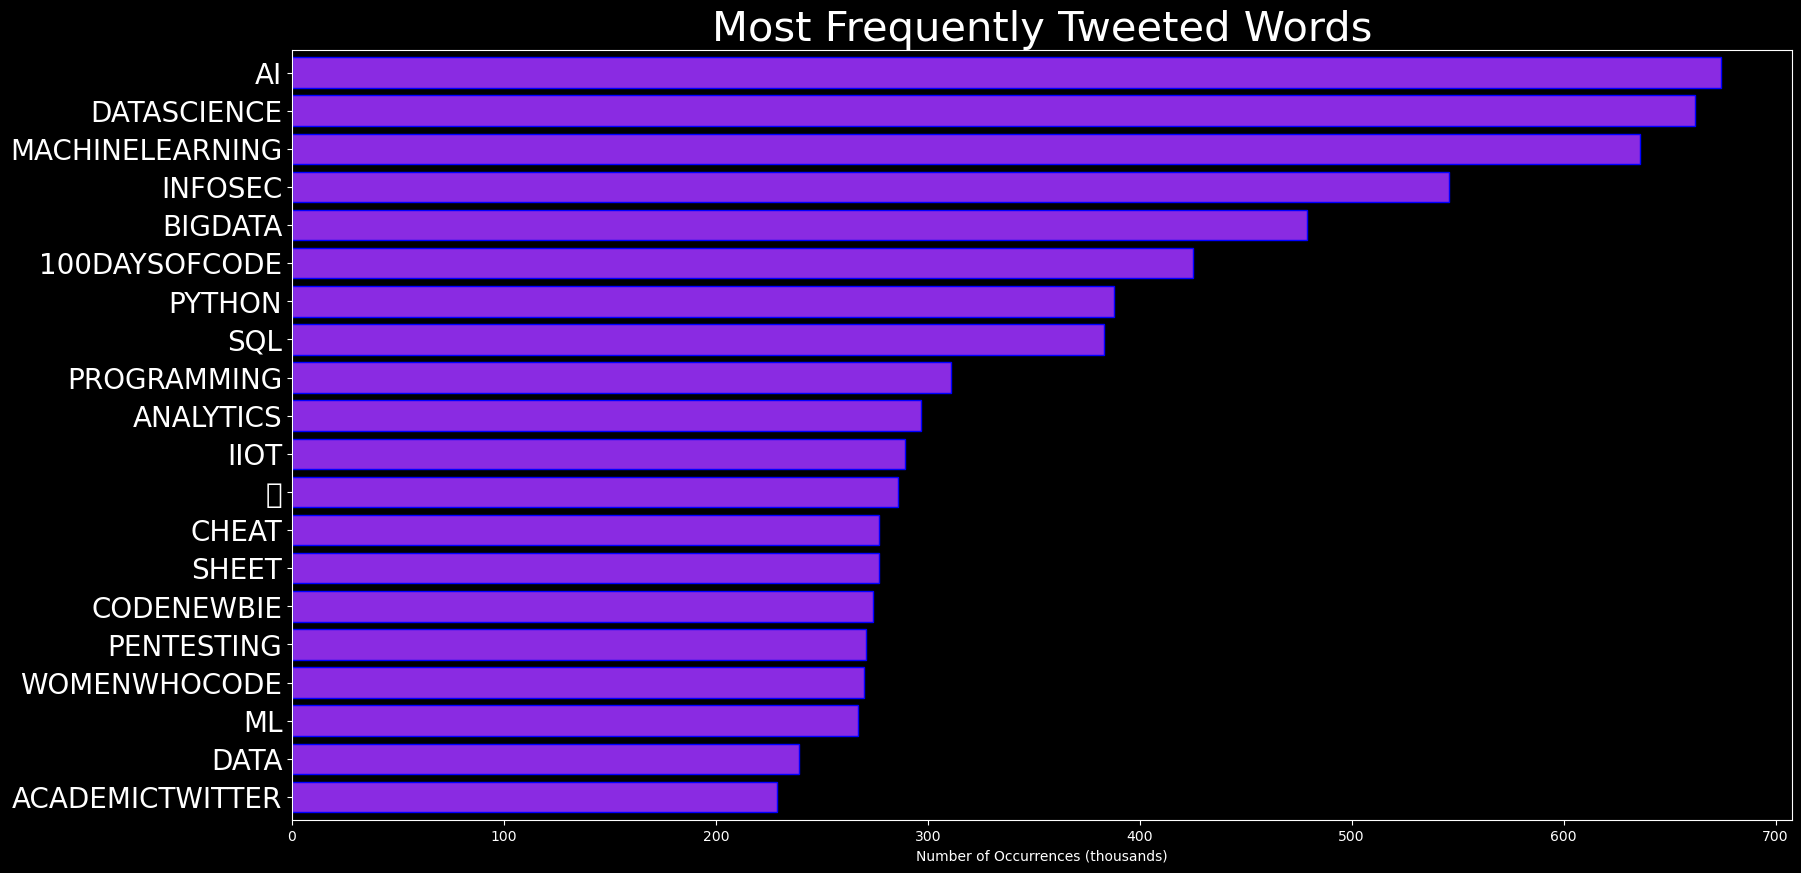 Most Frequently Tweeted Words
AI
DATASCIENCE
MACHINELEARNING
INFOSEC
BIGDATA
100DAYSOFCODE
PYTHON
SQL
PROGRAMMING
ANALYTICS
IIOT
CHEAT
SHEET
CODENEWBIE
PENTESTING
WOMENWHOCODE
ML
DATA
ACADEMICTWITTER
0 100 200 300 400 500 600 700
Number of Occurrences (thousands)